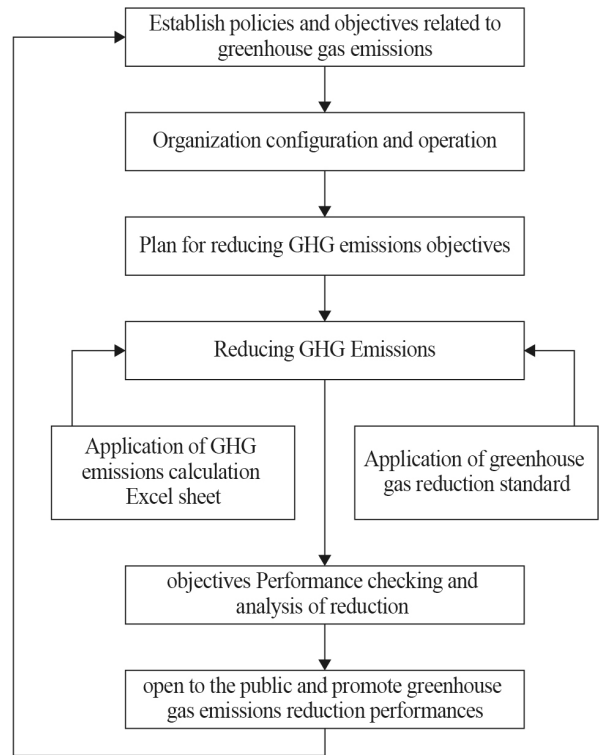 Establish policies and objectives related to
greenhouse gas emissions
Organization configuration and operation
Plan for reducing GHG emissions objectives
Reducing GHG Emissions
Application of GHG
emissions calculation
Excel sheet
Application of greenhouse
gas reduction standard
objectives Performance checking and
analysis of reduction
open to the public and promote greenhouse
gas emissions reduction performances